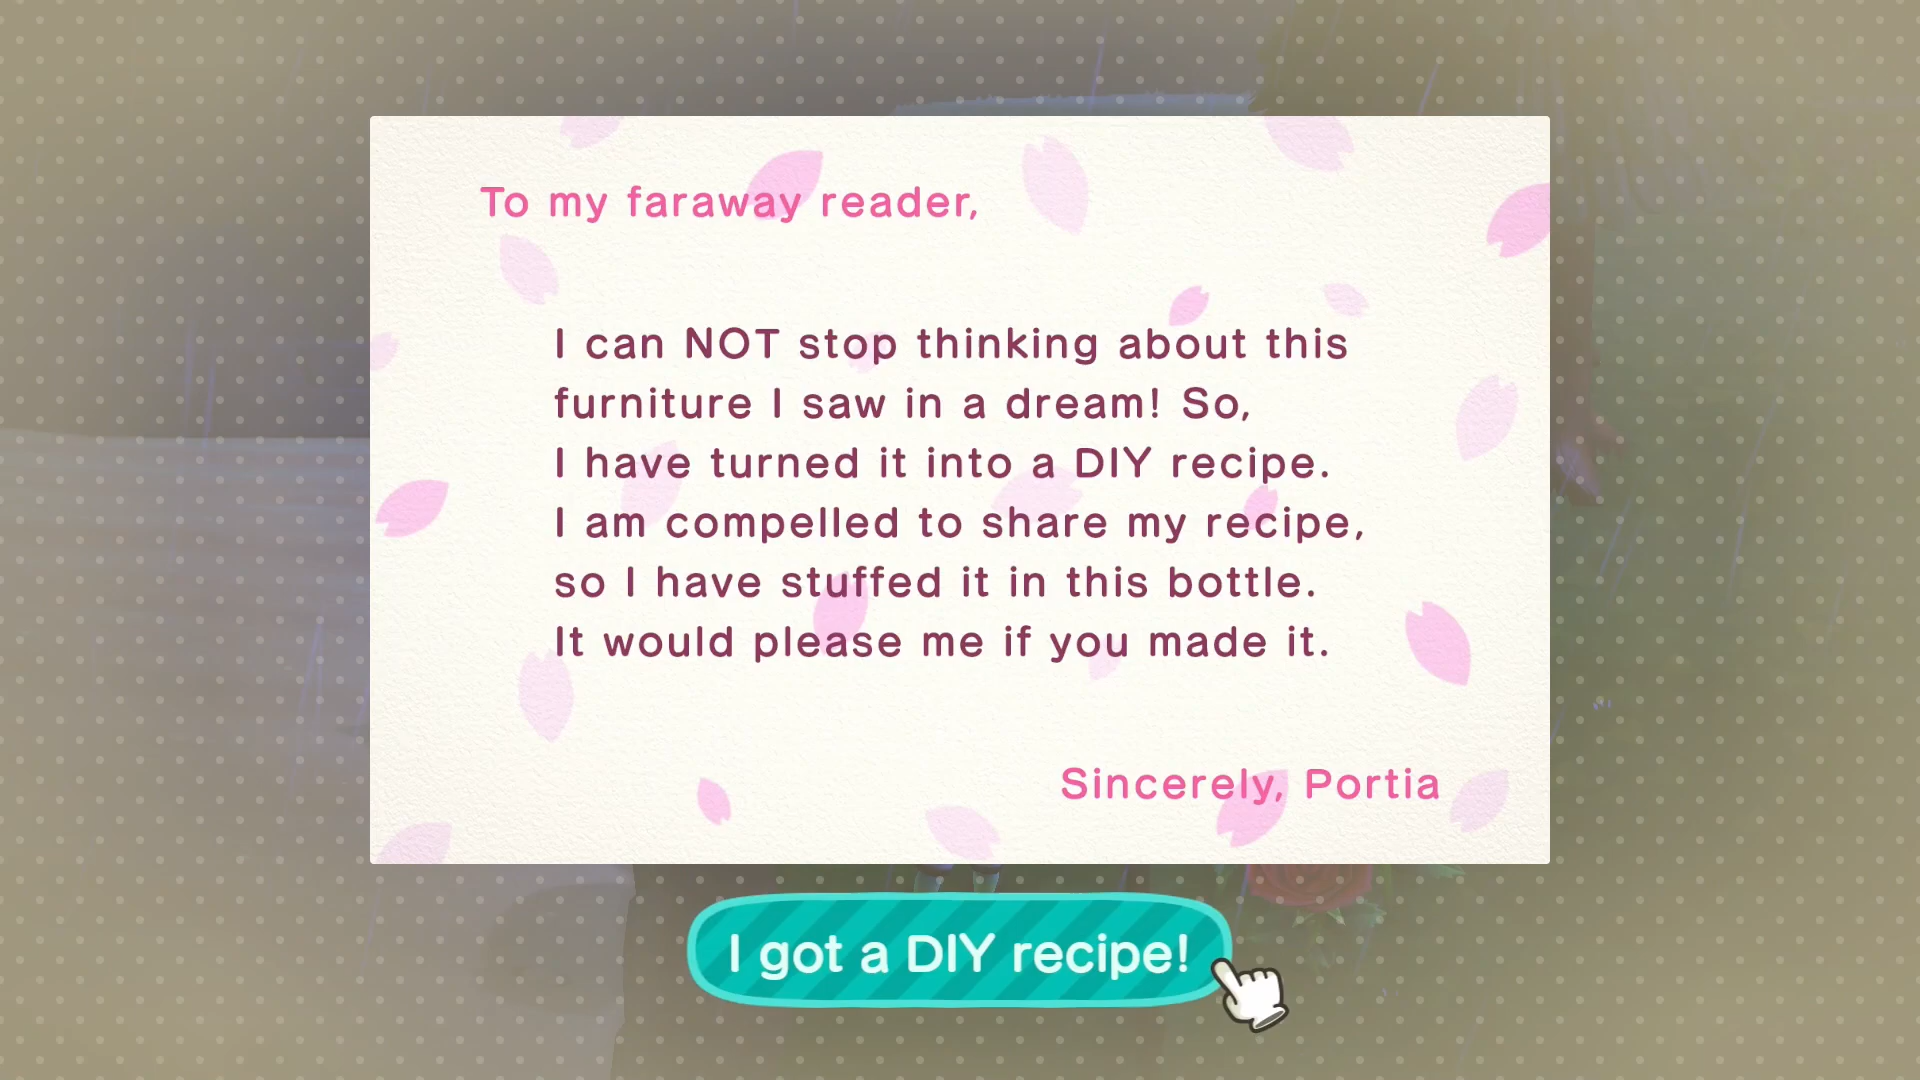 To my faraway reader,
I can NOT stop thinking about this
furniture I saw in a dream! So,
I have turned it into a DIY recipe.
I am compelled to share my recipe,
so I have stuffed it in this bottle.
It would please me if you made it.
Sincerely, Portia
I got a DIY recipe!